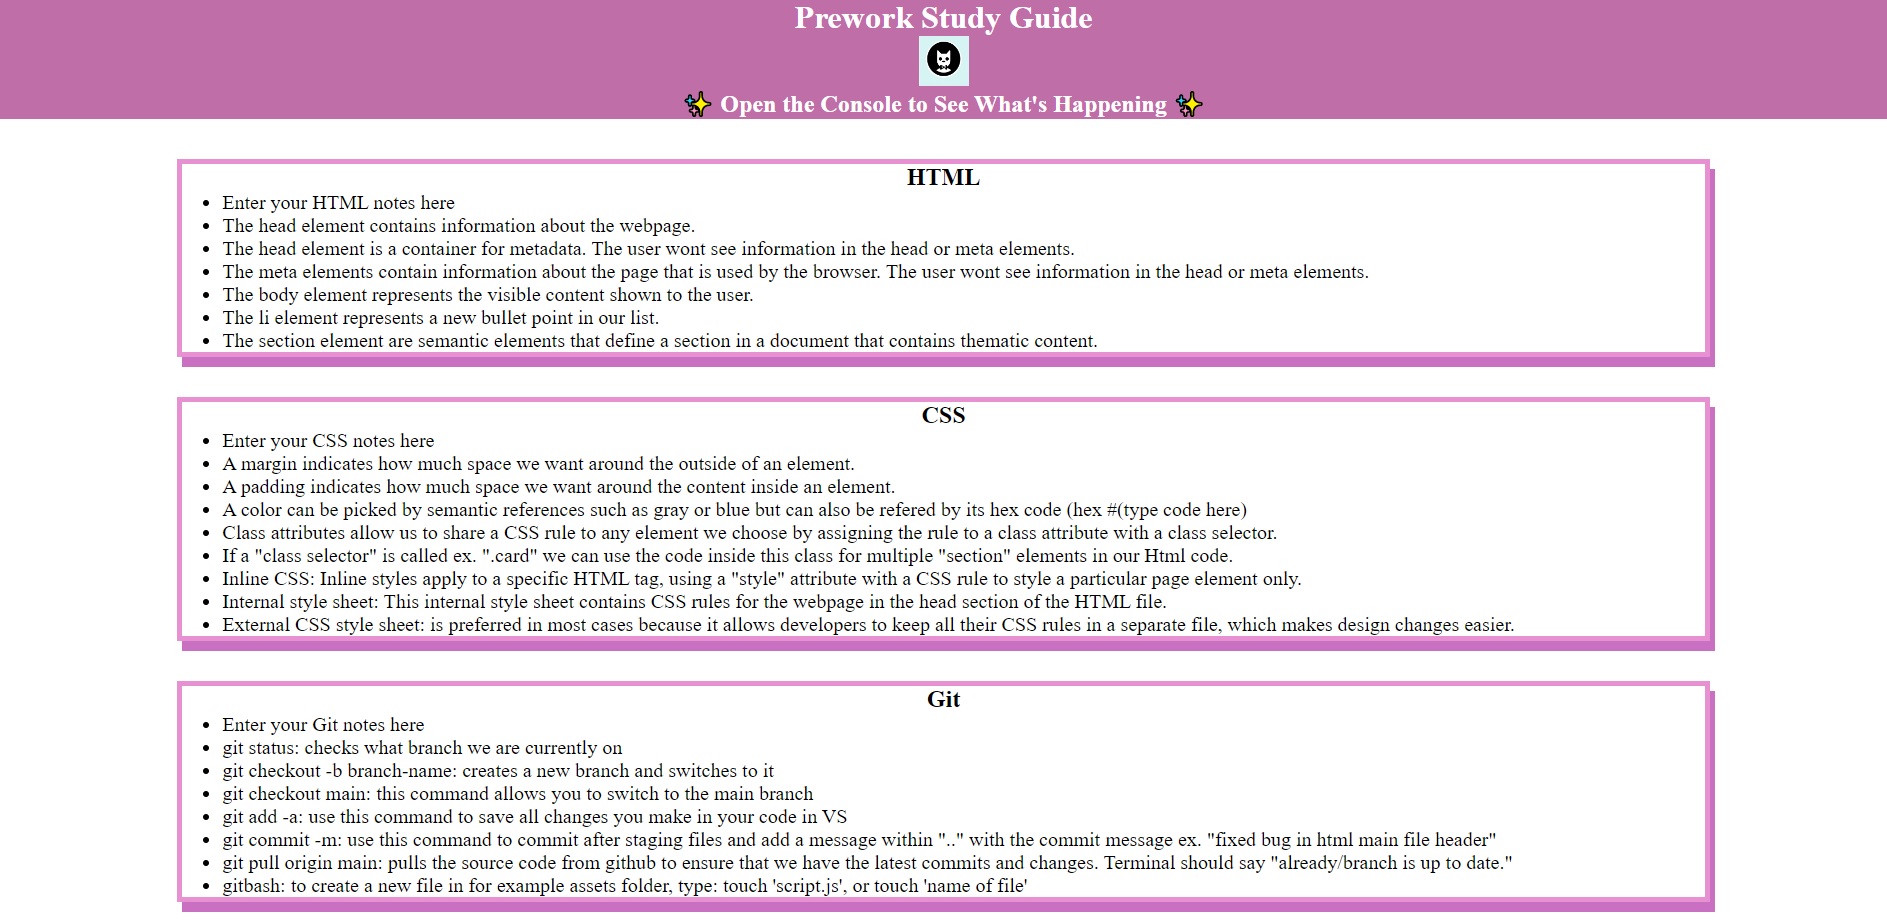 Prework Study Guide
✨ Open the Console to See What's Happening ✨
HTML
• Enter your HTML notes here
• The head element contains information about the webpage.
• The head element is a container for metadata. The user wont see information in the head or meta elements.
• The meta elements contain information about the page that is used by the browser. The user wont see information in the head or meta elements.
• The body element represents the visible content shown to the user.
• The li element represents a new bullet point in our list.
• The section element are semantic elements that define a section in a document that contains thematic content.
CSS
• Enter your CSS notes here
• A margin indicates how much space we want around the outside of an element.
• A padding indicates how much space we want around the content inside an element.
• A color can be picked by semantic references such as gray or blue but can also be refered by its hex code (hex #(type code here)
• Class attributes allow us to share a CSS rule to any element we choose by assigning the rule to a class attribute with a class selector.
• If a "class selector" is called ex. ".card" we can use the code inside this class for multiple "section" elements in our Html code.
• Inline CSS: Inline styles apply to a specific HTML tag, using a "style" attribute with a CSS rule to style a particular page element only.
• Internal style sheet: This internal style sheet contains CSS rules for the webpage in the head section of the HTML file.
• External CSS style sheet: is preferred in most cases because it allows developers to keep all their CSS rules in a separate file, which makes design changes easier.
Git
• Enter your Git notes here
• git status: checks what branch we are currently on
• git checkout -b branch-name: creates a new branch and switches to it
• git checkout main: this command allows you to switch to the main branch
• git add -a: use this command to save all changes you make in your code in VS
• git commit -m: use this command to commit after staging files and add a message within ".." with the commit message ex. "fixed bug in html main file header"
• git pull origin main: pulls the source code from github to ensure that we have the latest commits and changes. Terminal should say "already/branch is up to date."
• gitbash: to create a new file in for example assets folder, type: touch 'script.js', or touch 'name of file'